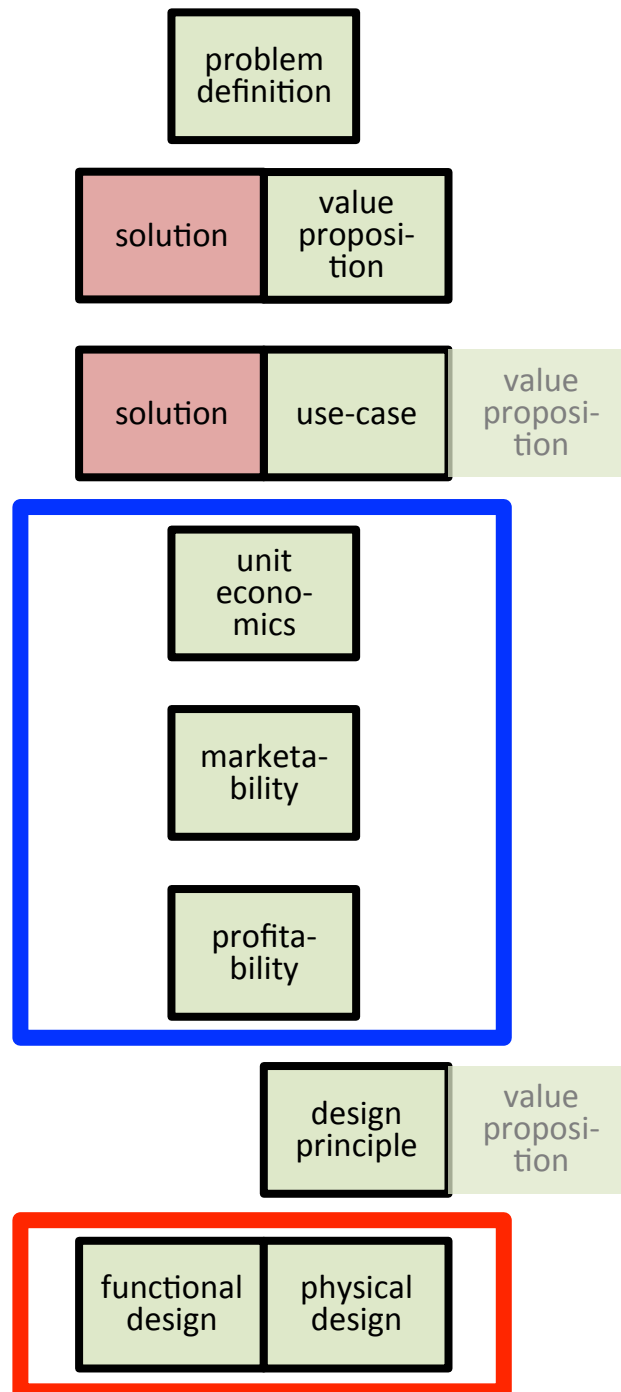 problem
definition
solution
value
proposi-
tion
solution
use-case
value
proposi-
tion
unit
econo-
mics
marketa-
bility
profita-
bility
design
principle
value
proposi-
tion
functional
design
physical
design